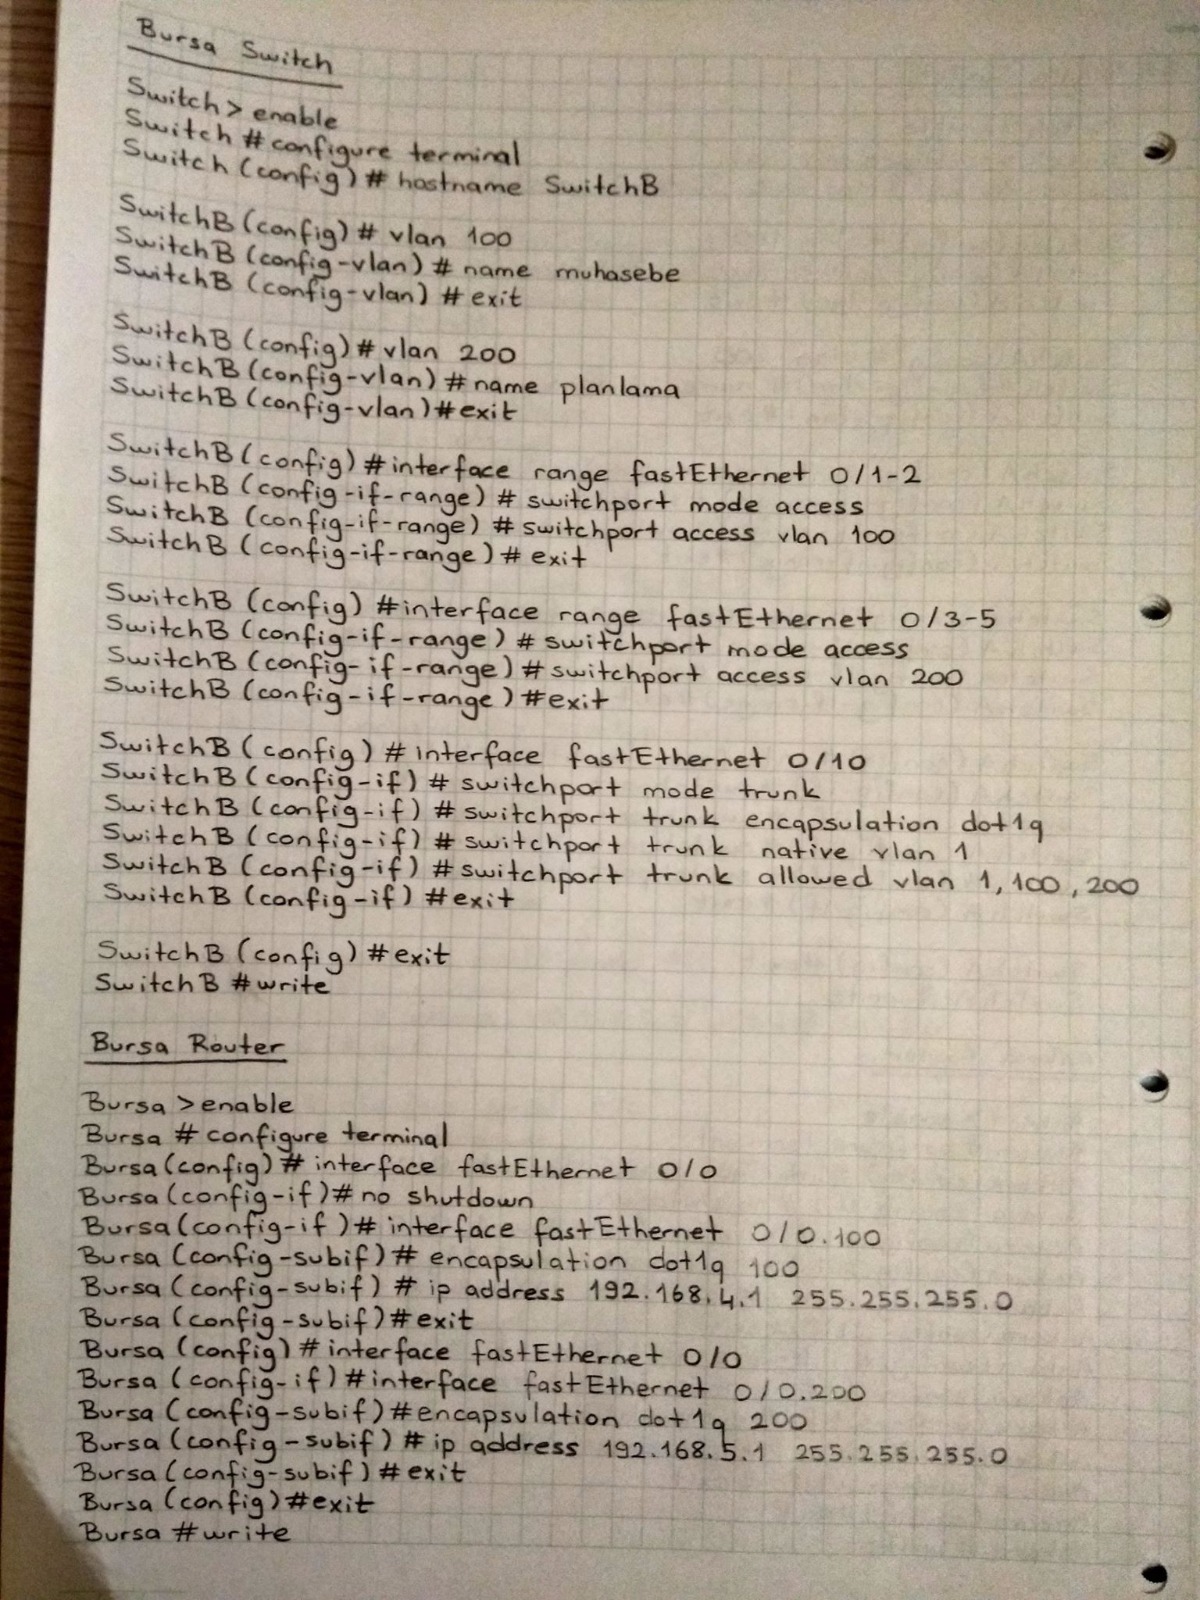 Bursa Switch
Switch> enable
Switch # configure terminal
Switch (config) # hostname SwitchB
SwitchB (config) # vlan 100
SwitchB (config-vlan) # name muhasebe
SwitchB (config-vlan) # exit
SwitchB (config) # vlan 200
SwitchB (config-vlan) # name planlama
SwitchB (config-vlan) # exit
SwitchB (config) # interface range fastEthernet 0/1-2
SwitchB (config-if-range) # switchport mode access
SwitchB (config-if-range) # switchport access vlan 100
SwitchB (config-if-range) # exit
SwitchB (config) # interface range fastEthernet 0/3-5
SwitchB (config-if-range) # switchport mode access
SwitchB (config-if-range) # switchport access vlan 200
SwitchB (config-if-range) # exit
SwitchB (config) # interface fastEthernet 0/10
SwitchB (config-if) # switchport mode trunk
SwitchB (config-if) # switchport trunk encapsulation dot1q
SwitchB (config-if) # switchport trunk native vlan 1
SwitchB (config-if) # switchport trunk allowed vlan 1,100,200
SwitchB (config-if) # exit
SwitchB (config) # exit
SwitchB # write
Bursa Router
Bursa > enable
Bursa # configure terminal
Bursa (config) # interface fastEthernet 0/0
Bursa (config-if) # no shutdown
Bursa (config-if) # interface fastEthernet 0/0.100
Bursa (config-subif) # encapsulation dot1q 100
Bursa (config-subif) # ip address 192.168.4.1 255.255.255.0
Bursa (config-subif) # exit
Bursa (config) # interface fastEthernet 0/0
Bursa (config-if) # interface fastEthernet 0/0.200
Bursa (config-subif) # encapsulation dot1q 200
Bursa (config-subif) # ip address 192.168.5.1 255.255.255.0
Bursa (config-subif) # exit
Bursa (config) # exit
Bursa # write